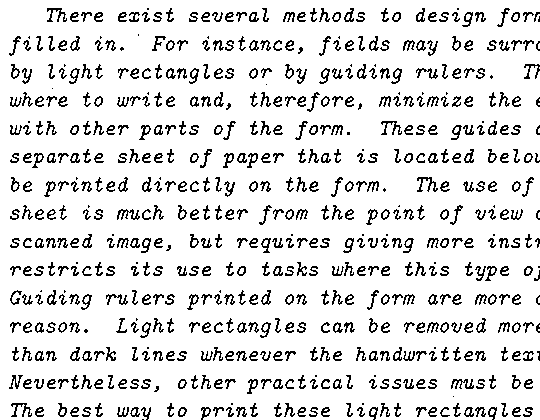 There exist several methods to design form
filled in. For instance, fields may be surro
by light rectangles or by guiding rulers. Th
where to write and, therefore, minimize the e
with other parts of the form. These guides
separate sheet of paper that is located below
be printed directly on the form. The use of
sheet is much better from the point of view
scanned image, but requires giving more instr
restricts its use to tasks where this type of
Guiding rulers printed on the form are more
reason. Light rectangles can be removed more
than dark lines whenever the handwritten text
Nevertheless, other practical issues must be
The best way to print these light rectangles